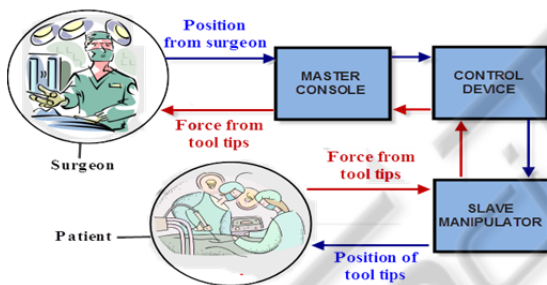 Position
from surgeon
MASTER
CONSOLE
CONTROL
DEVICE
Force from
tool tips
Surgeon
Force from
tool tips
SLAVE
MANIPULATOR
Patient
Position of
tool tips